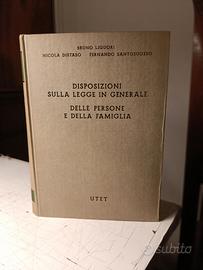 BRUNO LIGUORI
NICOLA DISTASO   FERNANDO SANTOSUOSSO
DISPOSIZIONI
SULLA LEGGE IN GENERALE
DELLE PERSONE
E DELLA FAMIGLIA
UTET
subito